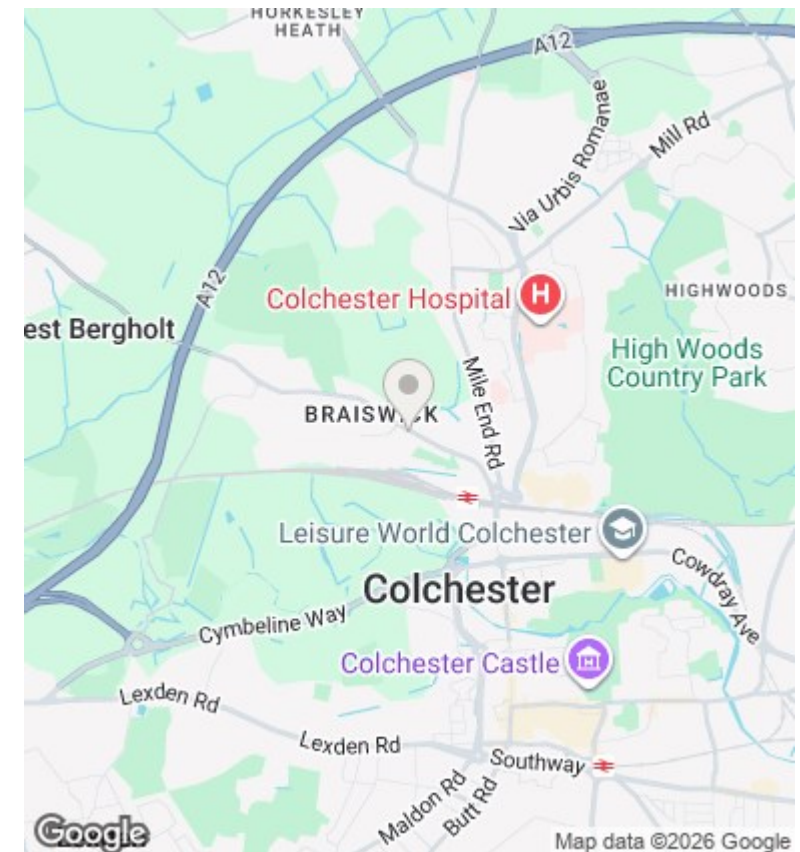 HORKESLEY
HEATH
A12
Mill Rd
Via Urbis Romanae
A12
Colchester Hospital
H
HIGHWOODS
est Bergholt
High Woods
Country Park
Mile End Rd
BRAISWICK
Leisure World Colchester
Colchester
Cowdray Ave
Cymbeline Way
Colchester Castle
Lexden Rd
Lexden Rd
Southway
Maldon Rd
Butt Rd
Google
Map data ©2026 Google